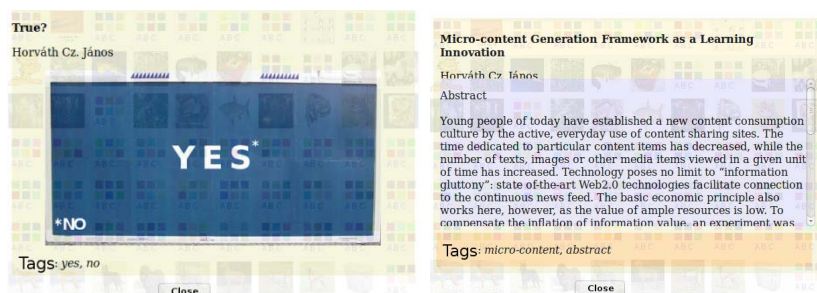 True?
Horváth Cz. János
YES*
*NO
Tags: yes, no
Close
Micro-content Generation Framework as a Learning
Innovation
Horváth Cz. János
Abstract
Young people of today have established a new content consumption
culture by the active, everyday use of content sharing sites. The
time dedicated to particular content items has decreased, while the
number of texts, images or other media items viewed in a given unit
of time has increased. Technology poses no limit to “information
gluttony”: state of-the-art Web2.0 technologies facilitate connection
to the continuous news feed. The basic economic principle also
works here, however, as the value of ample resources is low. To
compensate the inflation of information value, an experiment was
Tags: micro-content, abstract
Close